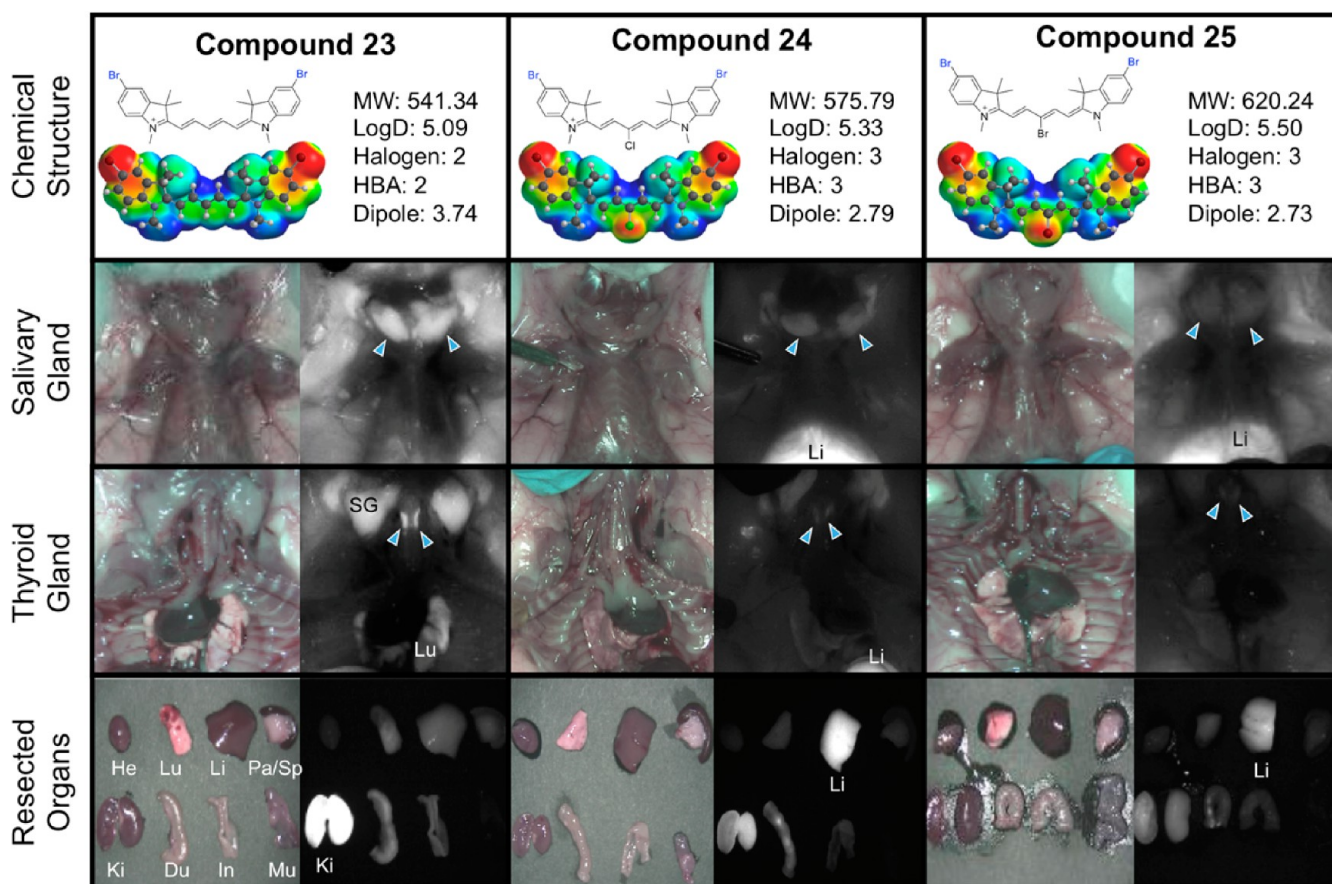 Chemical
Structure
Compound 23
Br
Br
N
+
N
MW: 541.34
LogD: 5.09
Halogen: 2
HBA: 2
Dipole: 3.74
Compound 24
Br
Br
N
+
N
Cl
MW: 575.79
LogD: 5.33
Halogen: 3
HBA: 3
Dipole: 2.79
Compound 25
Br
Br
N
+
N
Br
MW: 620.24
LogD: 5.50
Halogen: 3
HBA: 3
Dipole: 2.73
Salivary
Gland
Li
Li
Thyroid
Gland
SG
Lu
Li
Resected
Organs
He Lu Li Pa/Sp
Ki Du In Mu
Ki
Li
Li